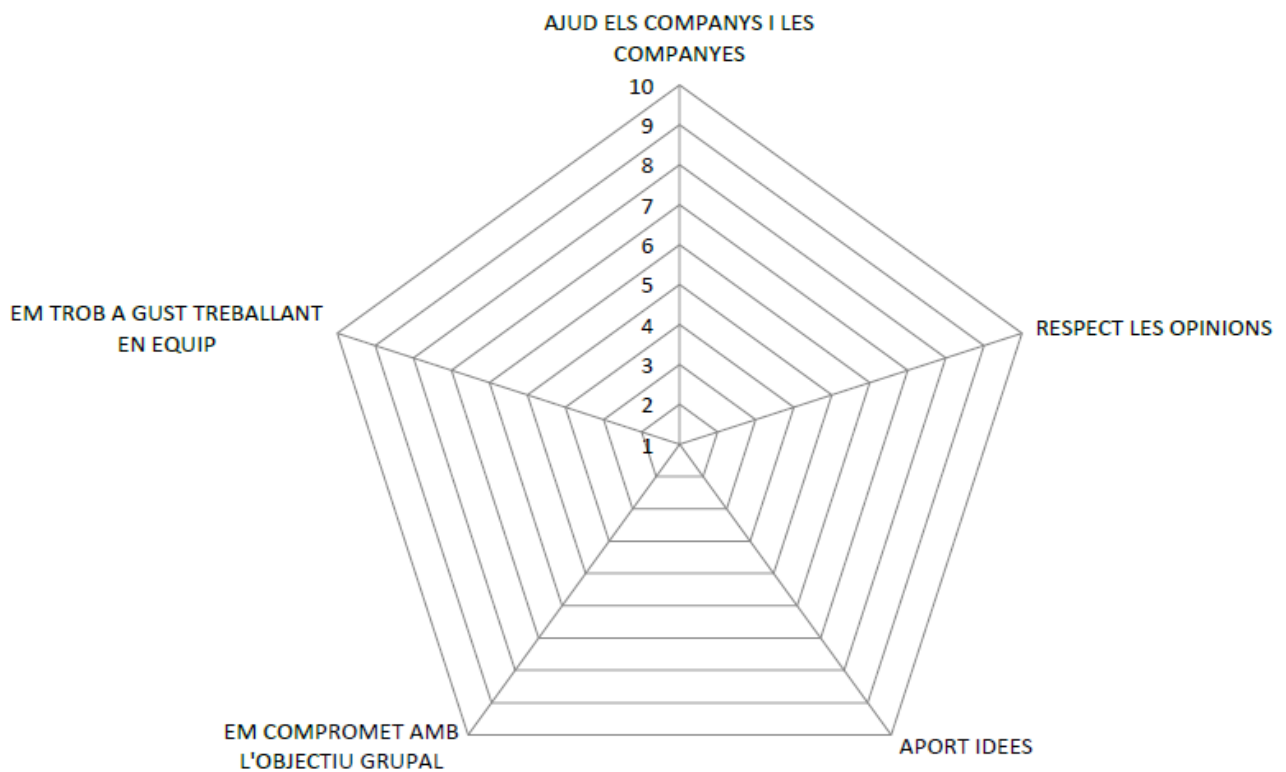 AJUD ELS COMPANYS I LES
COMPANYES
10
9
8
7
6
5
4
3
2
1
EM TROB A GUST TREBALLANT
EN EQUIP
RESPECT LES OPINIONS
EM COMPROMET AMB
L'OBJECTIU GRUPAL
APORT IDEES